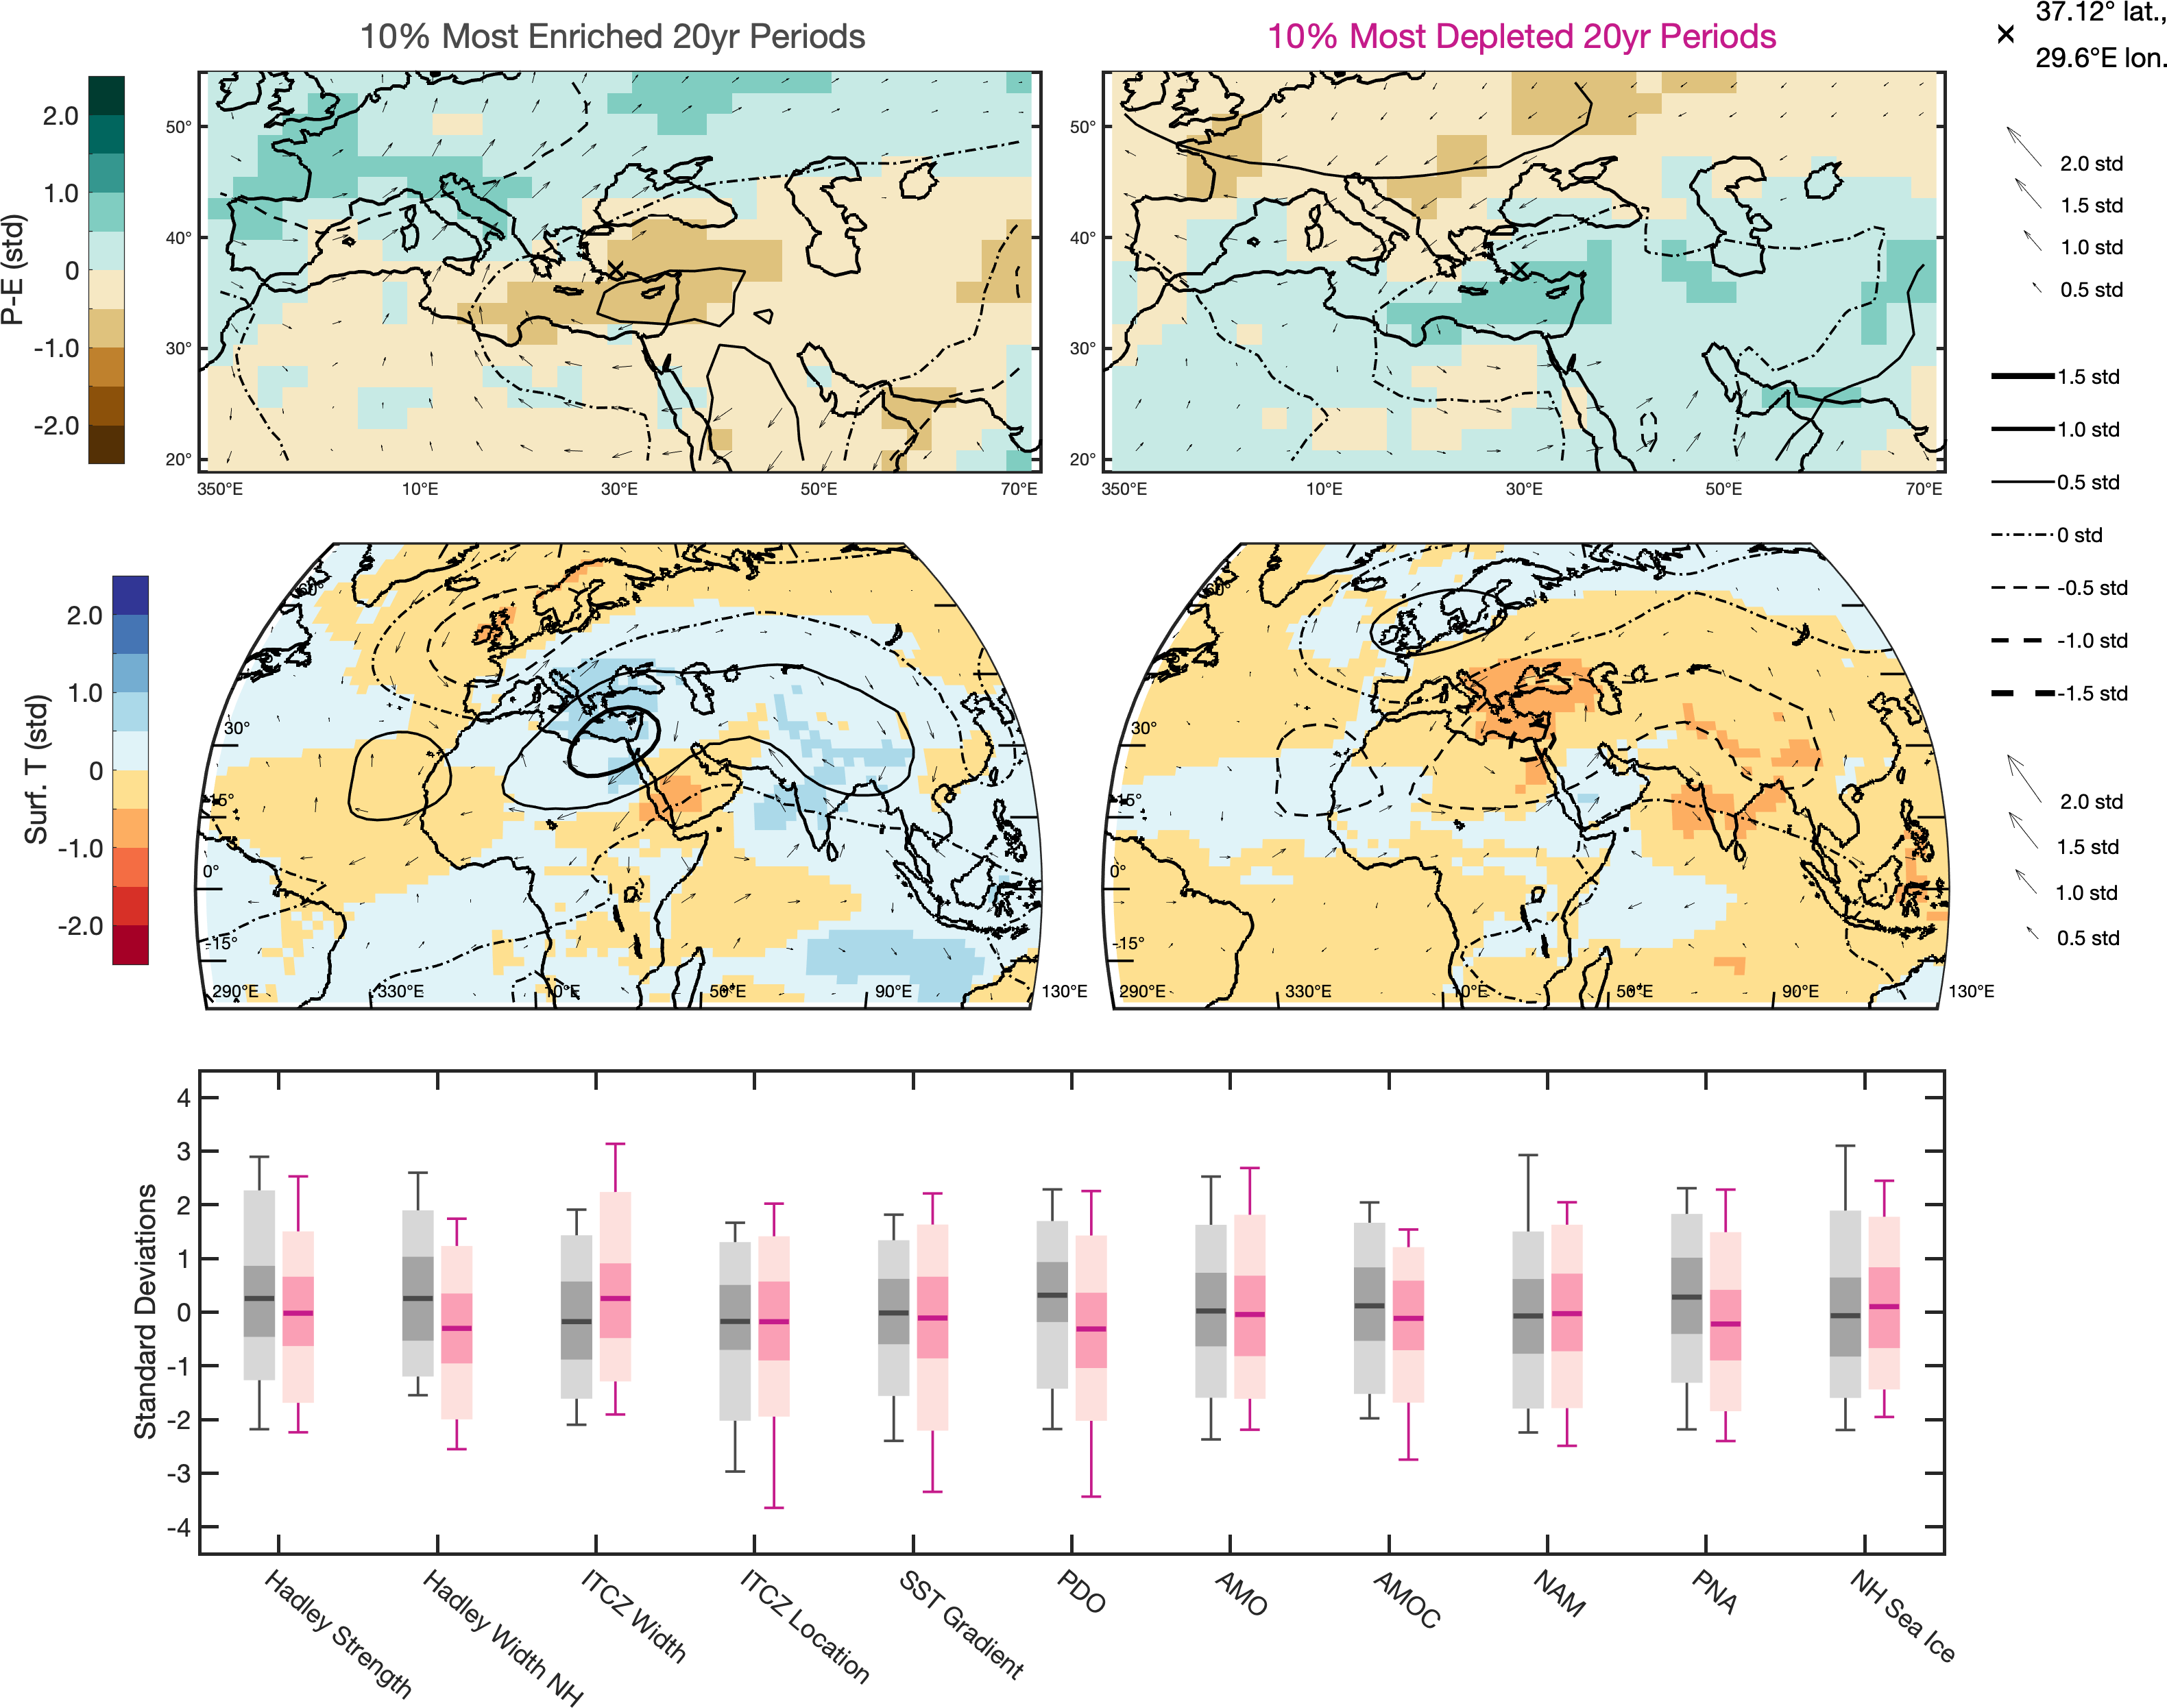 10% Most Enriched 20yr Periods
10% Most Depleted 20yr Periods
37.12° lat.,
29.6°E lon.
P-E (std)
2.0
1.0
0
-1.0
-2.0
50°
40°
30°
20°
350°E
10°E
30°E
50°E
70°E
50°
40°
30°
20°
350°E
10°E
30°E
50°E
70°E
2.0 std
1.5 std
1.0 std
0.5 std
1.5 std
1.0 std
0.5 std
0 std
-0.5 std
-1.0 std
-1.5 std
2.0 std
1.5 std
1.0 std
0.5 std
Surf. T (std)
2.0
1.0
0
-1.0
-2.0
60°
30°
15°
0°
-15°
290°E
330°E
10°E
50°E
90°E
130°E
60°
30°
15°
0°
-15°
290°E
330°E
10°E
50°E
90°E
130°E
Standard Deviations
4
3
2
1
0
-1
-2
-3
-4
Hadley Strength
Hadley Width NH
ITCZ Width
ITCZ Location
SST Gradient
PDO
AMO
AMOC
NAM
PNA
NH Sea Ice